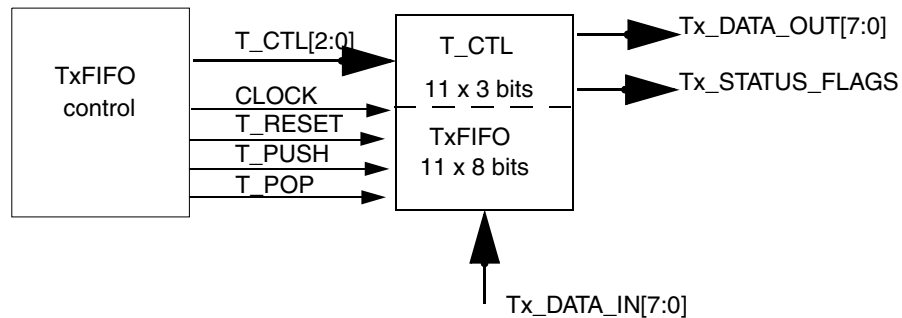 TxFIFO
control
T_CTL[2:0]
CLOCK
T_RESET
T_PUSH
T_POP
T_CTL
11 x 3 bits
TxFIFO
11 x 8 bits
Tx_DATA_OUT[7:0]
Tx_STATUS_FLAGS
Tx_DATA_IN[7:0]